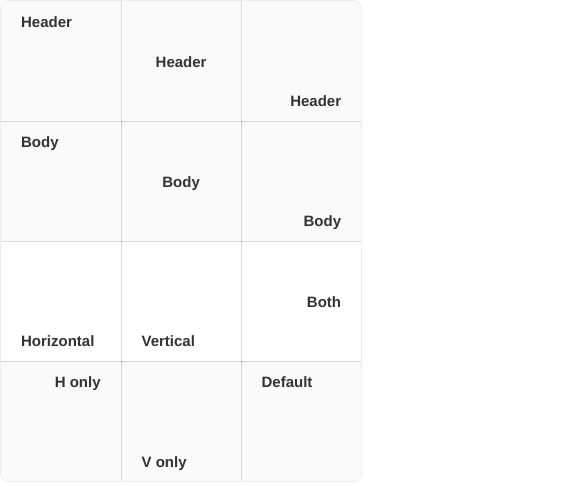 Header
Header
Header
Body
Body
Body
Horizontal
Vertical
Both
H only
V only
Default